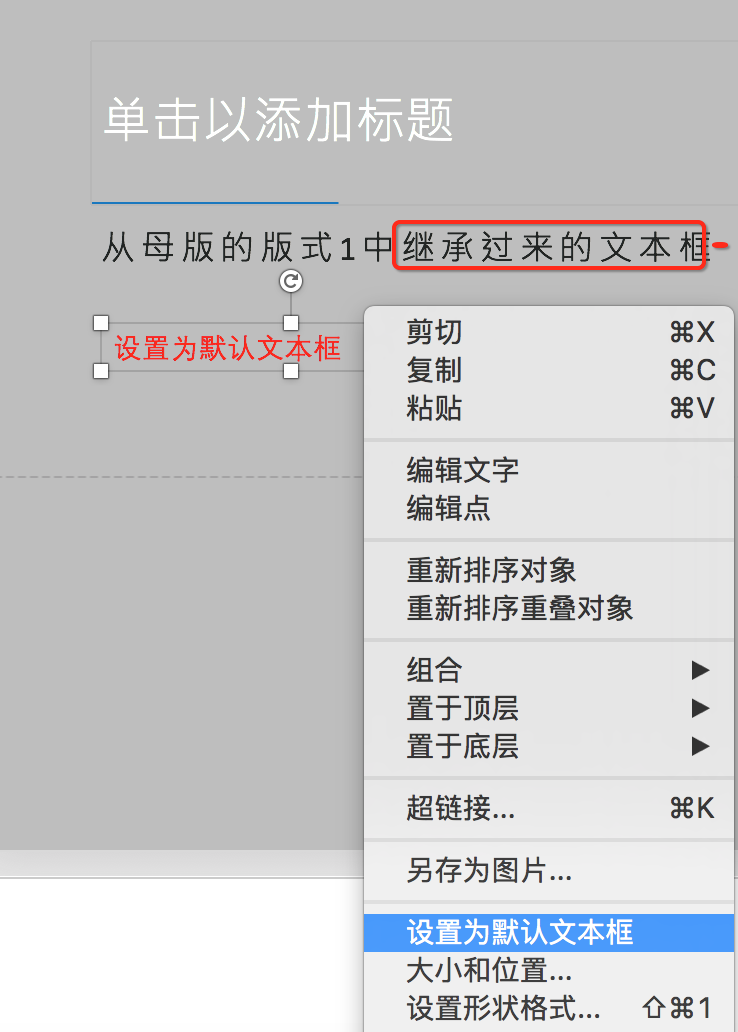 单击以添加标题
从母版的版式1中继承过来的文本框
设置为默认文本框
剪切 ⌘X
复制 ⌘C
粘贴 ⌘V
编辑文字
编辑点
重新排序对象
重新排序重叠对象
组合 ▶
置于顶层 ▶
置于底层 ▶
超链接... ⌘K
另存为图片...
设置为默认文本框
大小和位置...
设置形状格式... ⇧⌘1